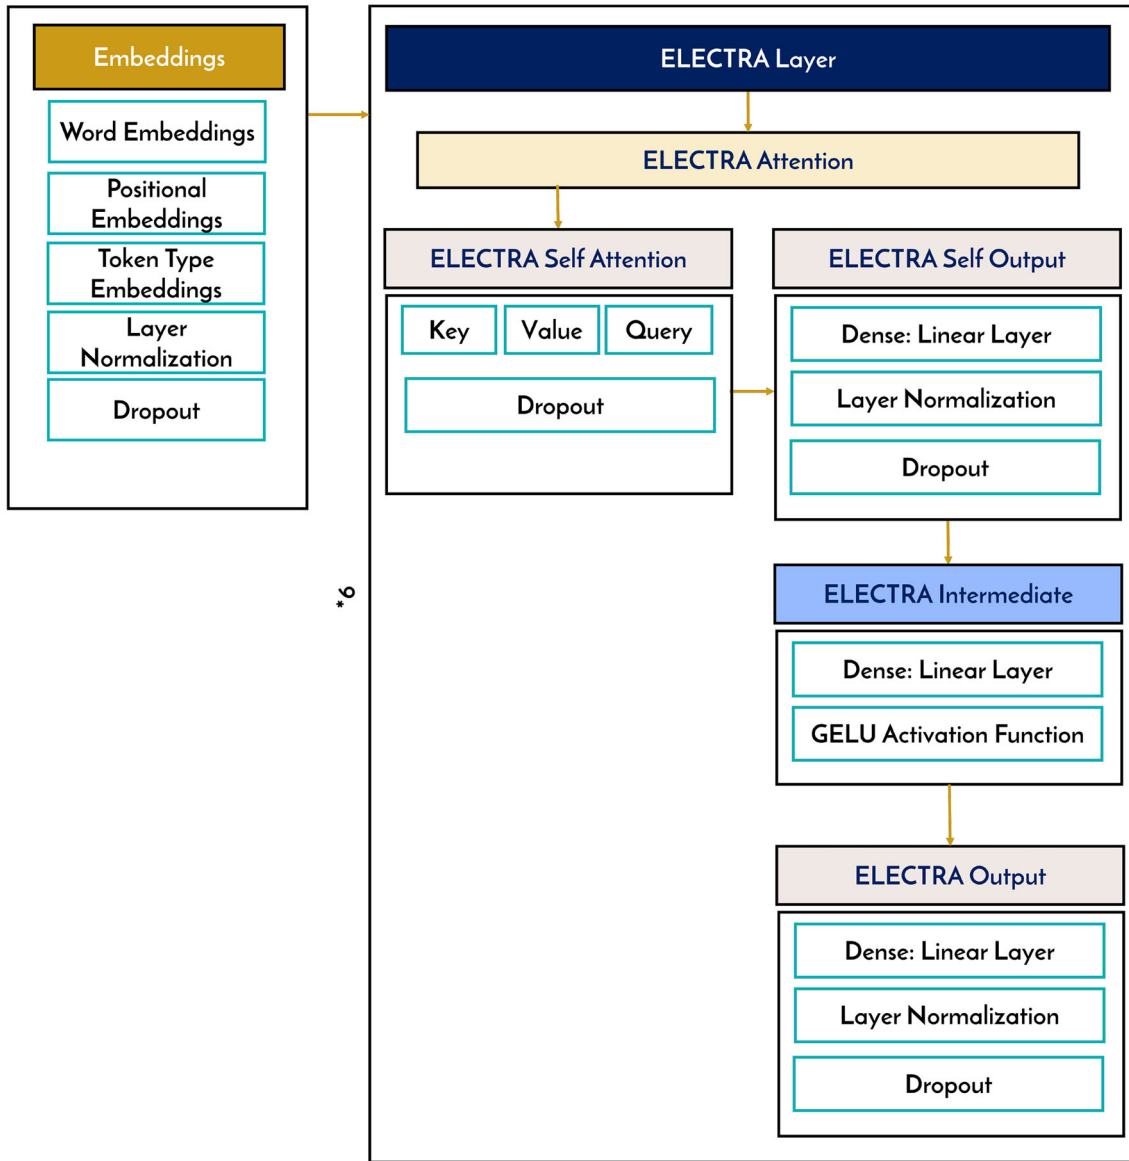 Embeddings
Word Embeddings
Positional
Embeddings
Token Type
Embeddings
Layer
Normalization
Dropout
*6
ELECTRA Layer
ELECTRA Attention
ELECTRA Self Attention
Key
Value
Query
Dropout
ELECTRA Self Output
Dense: Linear Layer
Layer Normalization
Dropout
ELECTRA Intermediate
Dense: Linear Layer
GELU Activation Function
ELECTRA Output
Dense: Linear Layer
Layer Normalization
Dropout